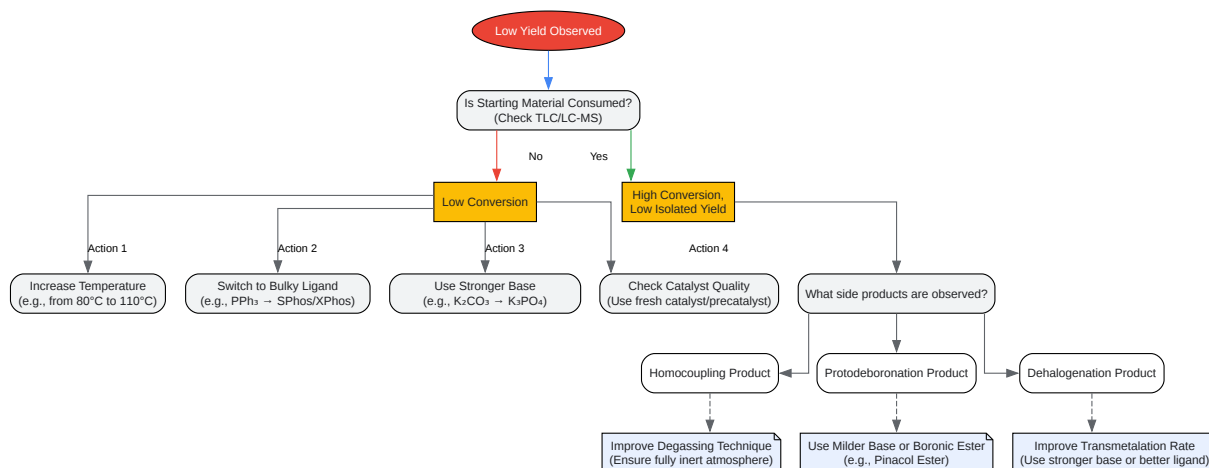 Low Yield Observed
Is Starting Material Consumed?
(Check TLC/LC-MS)
No
Yes
Low Conversion
High Conversion,
Low Isolated Yield
Action 1
Action 2
Action 3
Action 4
Increase Temperature
(e.g., from 80°C to 110°C)
Switch to Bulky Ligand
(e.g., PPh₃ → SPhos/XPhos)
Use Stronger Base
(e.g., K₂CO₃ → K₃PO₄)
Check Catalyst Quality
(Use fresh catalyst/precatalyst)
What side products are observed?
Homocoupling Product
Protodeboronation Product
Dehalogenation Product
Improve Degassing Technique
(Ensure fully inert atmosphere)
Use Milder Base or Boronic Ester
(e.g., Pinacol Ester)
Improve Transmetalation Rate
(Use stronger base or better ligand)